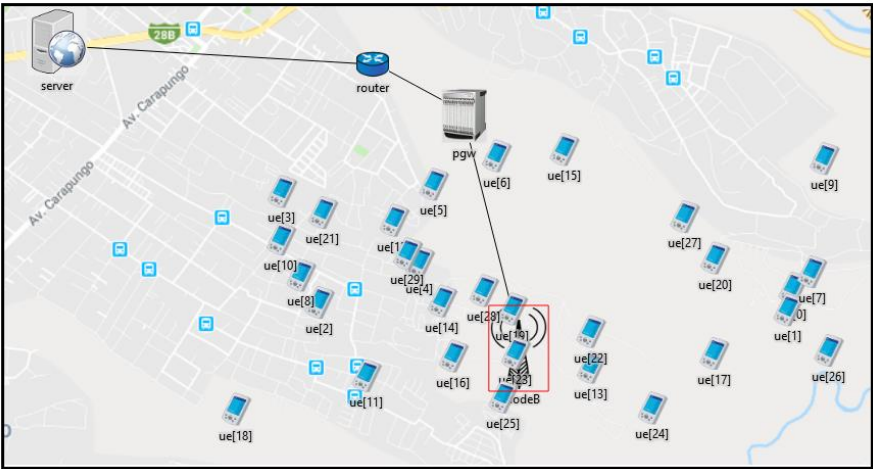 28B
server
router
Av. Carapungo
pgw
ue[6]
ue[15]
ue[9]
Av. Carapungo
ue[3]
ue[5]
ue[21]
ue[27]
ue[10]
ue[29]
ue[4]
ue[20]
ue[8]
ue[7]
ue[2]
ue[14]
ue[28]
ue[19]
ue[1]
ue[22]
ue[16]
ue[23]
ue[17]
ue[26]
ue[11]
odeB
ue[13]
ue[25]
ue[18]
ue[24]